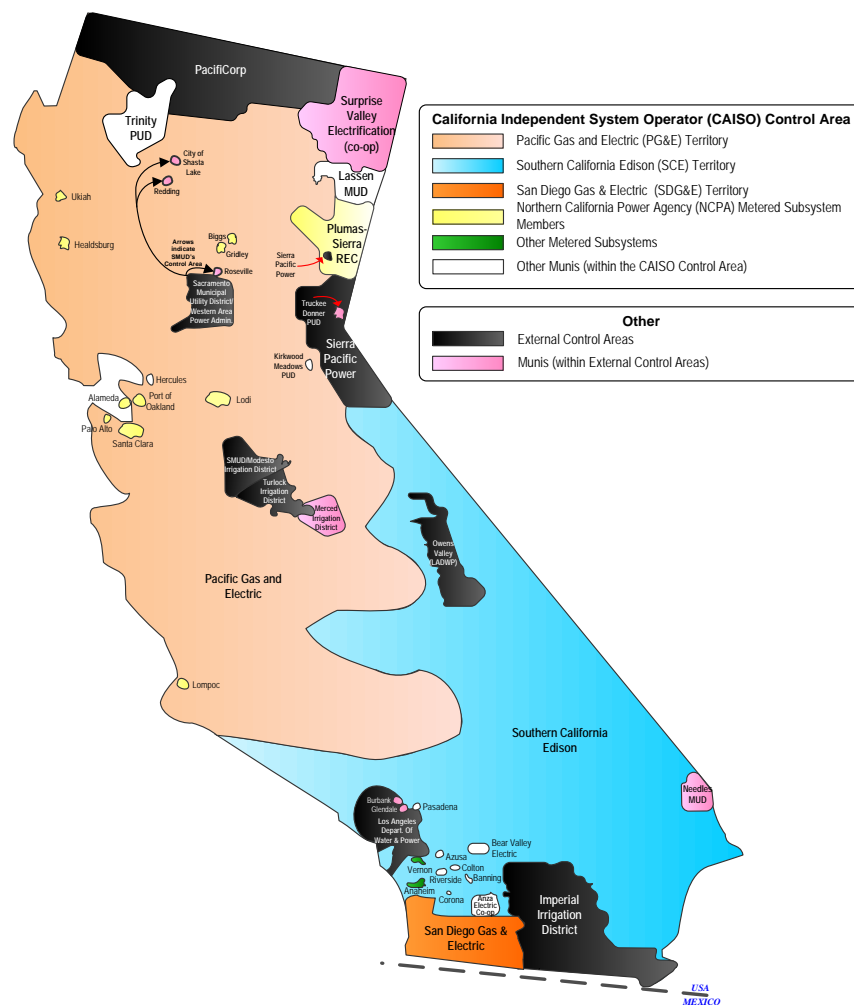 PacifiCorp
Surprise
Valley
Electrification
(co-op)
Trinity
PUD
City of
Shasta
Lake
Redding
Lassen
MUD
Ukiah
Healdsburg
Biggs
Gridley
Arrows
indicate
SMUD's
Control Area
Roseville
Plumas-
Sierra
REC
Sierra
Pacific
Power
Sacramento
Municipal
Utility District/
Western Area
Power Admin.
Truckee
Donner
PUD
Sierra
Pacific
Power
Kirkwood
Meadows
PUD
Hercules
Alameda
Port of
Oakland
Lodi
Palo Alto
Santa Clara
SMUD/Modesto
Irrigation District
Turlock
Irrigation
District
Merced
Irrigation
District
Owens
Valley
(LADWP)
Pacific Gas and
Electric
Lompoc
Southern California
Edison
Needles
MUD
Burbank
Glendale
Pasadena
Los Angeles
Depart. Of
Water & Power
Bear Valley
Electric
Azusa
Vernon
Colton
Riverside
Banning
Anaheim
Corona
Anza
Electric
Co-op
Imperial
Irrigation
District
San Diego Gas &
Electric
USA
MEXICO
California Independent System Operator (CAISO) Control Area
Pacific Gas and Electric (PG&E) Territory
Southern California Edison (SCE) Territory
San Diego Gas & Electric (SDG&E) Territory
Northern California Power Agency (NCPA) Metered Subsystem
Members
Other Metered Subsystems
Other Munis (within the CAISO Control Area)
Other
External Control Areas
Munis (within External Control Areas)